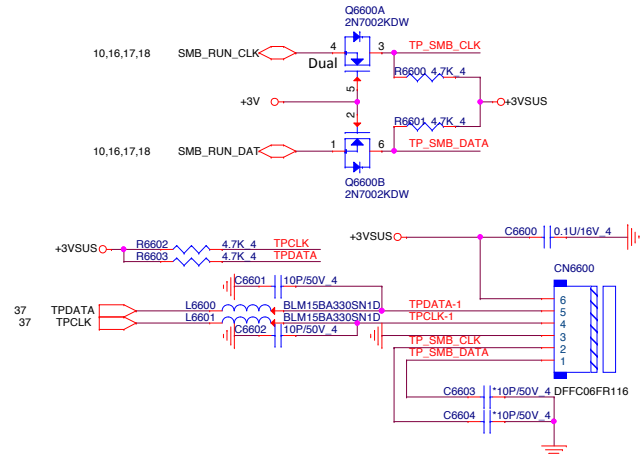 Q6600A
2N7002KDW
10,16,17,18 SMB_RUN_CLK 4 3 TP_SMB_CLK
Dual
R6600 4.7K_4
5
+3V +3VSUS
2
R6601 4.7K_4
10,16,17,18 SMB_RUN_DAT 1 6 TP_SMB_DATA
Q6600B
2N7002KDW
+3VSUS R6602 4.7K_4 TPCLK
R6603 4.7K_4 TPDATA
+3VSUS C6600 0.1U/16V_4
CN6600
C6601 10P/50V_4
37 TPDATA L6600 BLM15BA330SN1D TPDATA-1
37 TPCLK L6601 BLM15BA330SN1D TPCLK-1
C6602 10P/50V_4
TP_SMB_CLK
TP_SMB_DATA
6
5
4
3
2
1
C6603 *10P/50V_4 DFFC06FR116
C6604 *10P/50V_4